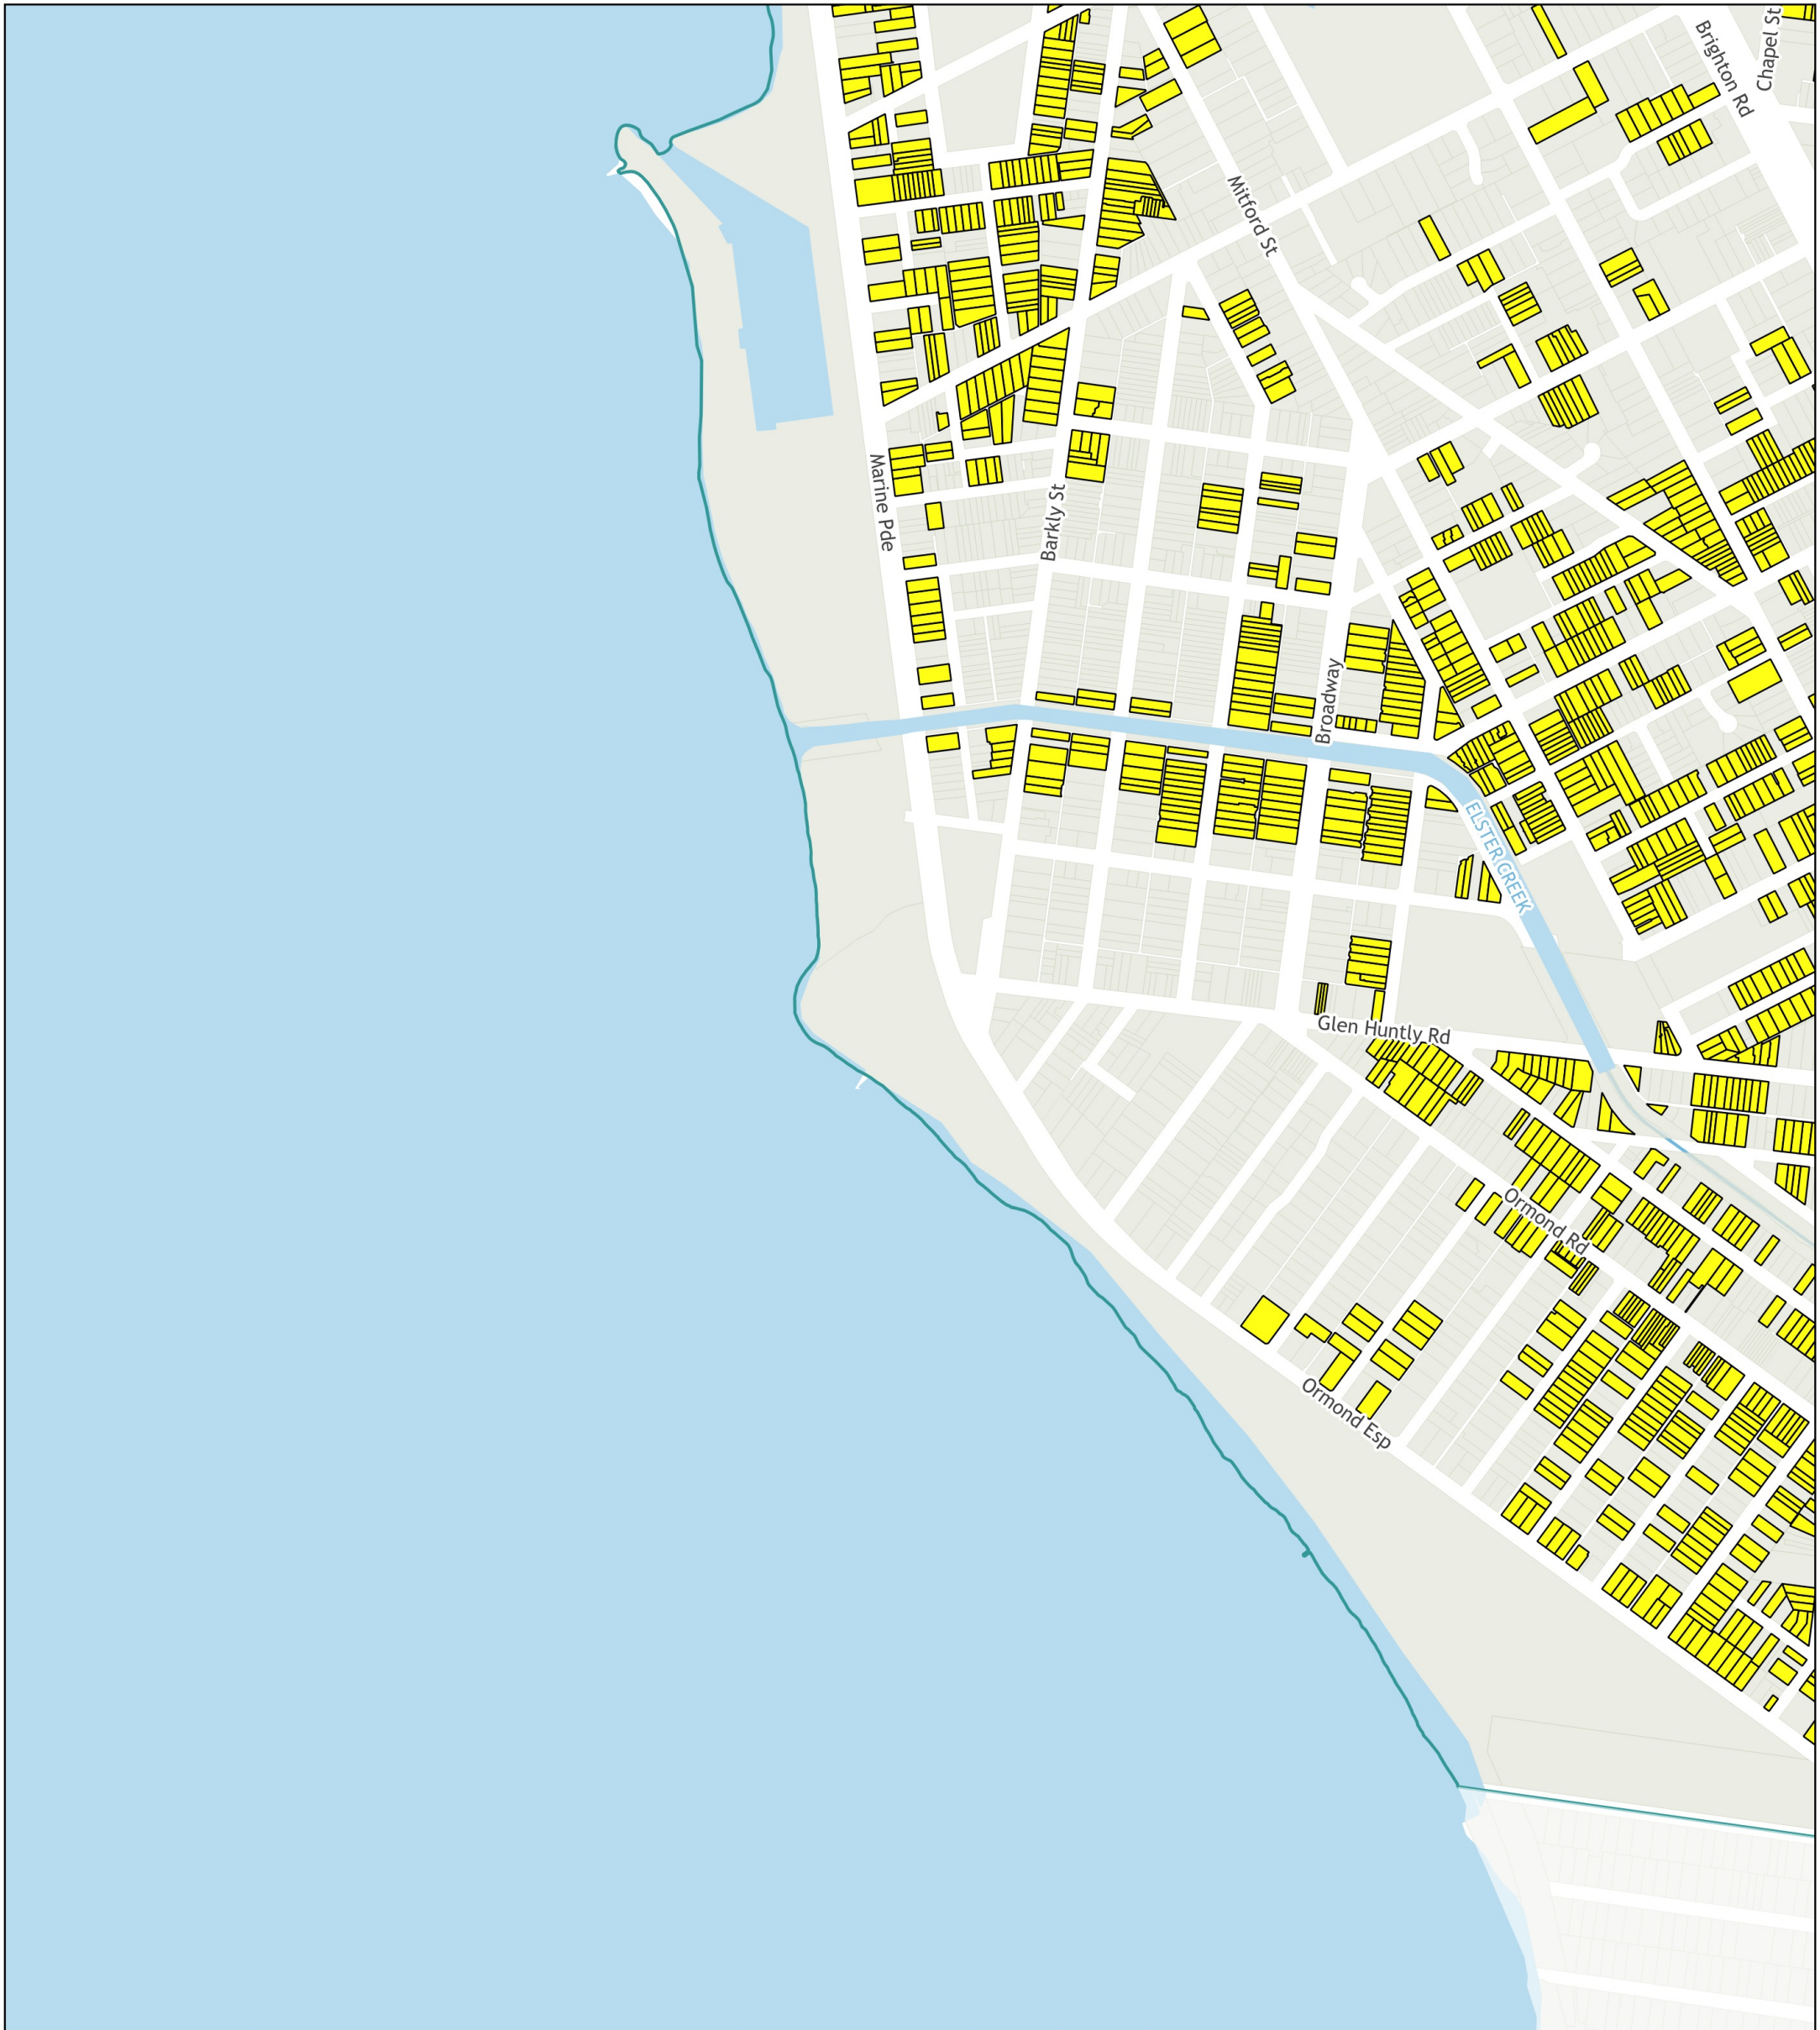 Chapel St
Brighton Rd
Mitford St
Marine Pde
Barkly St
Broadway
ELSTER CREEK
Glen Huntly Rd
Ormond Rd
Ormond Esp